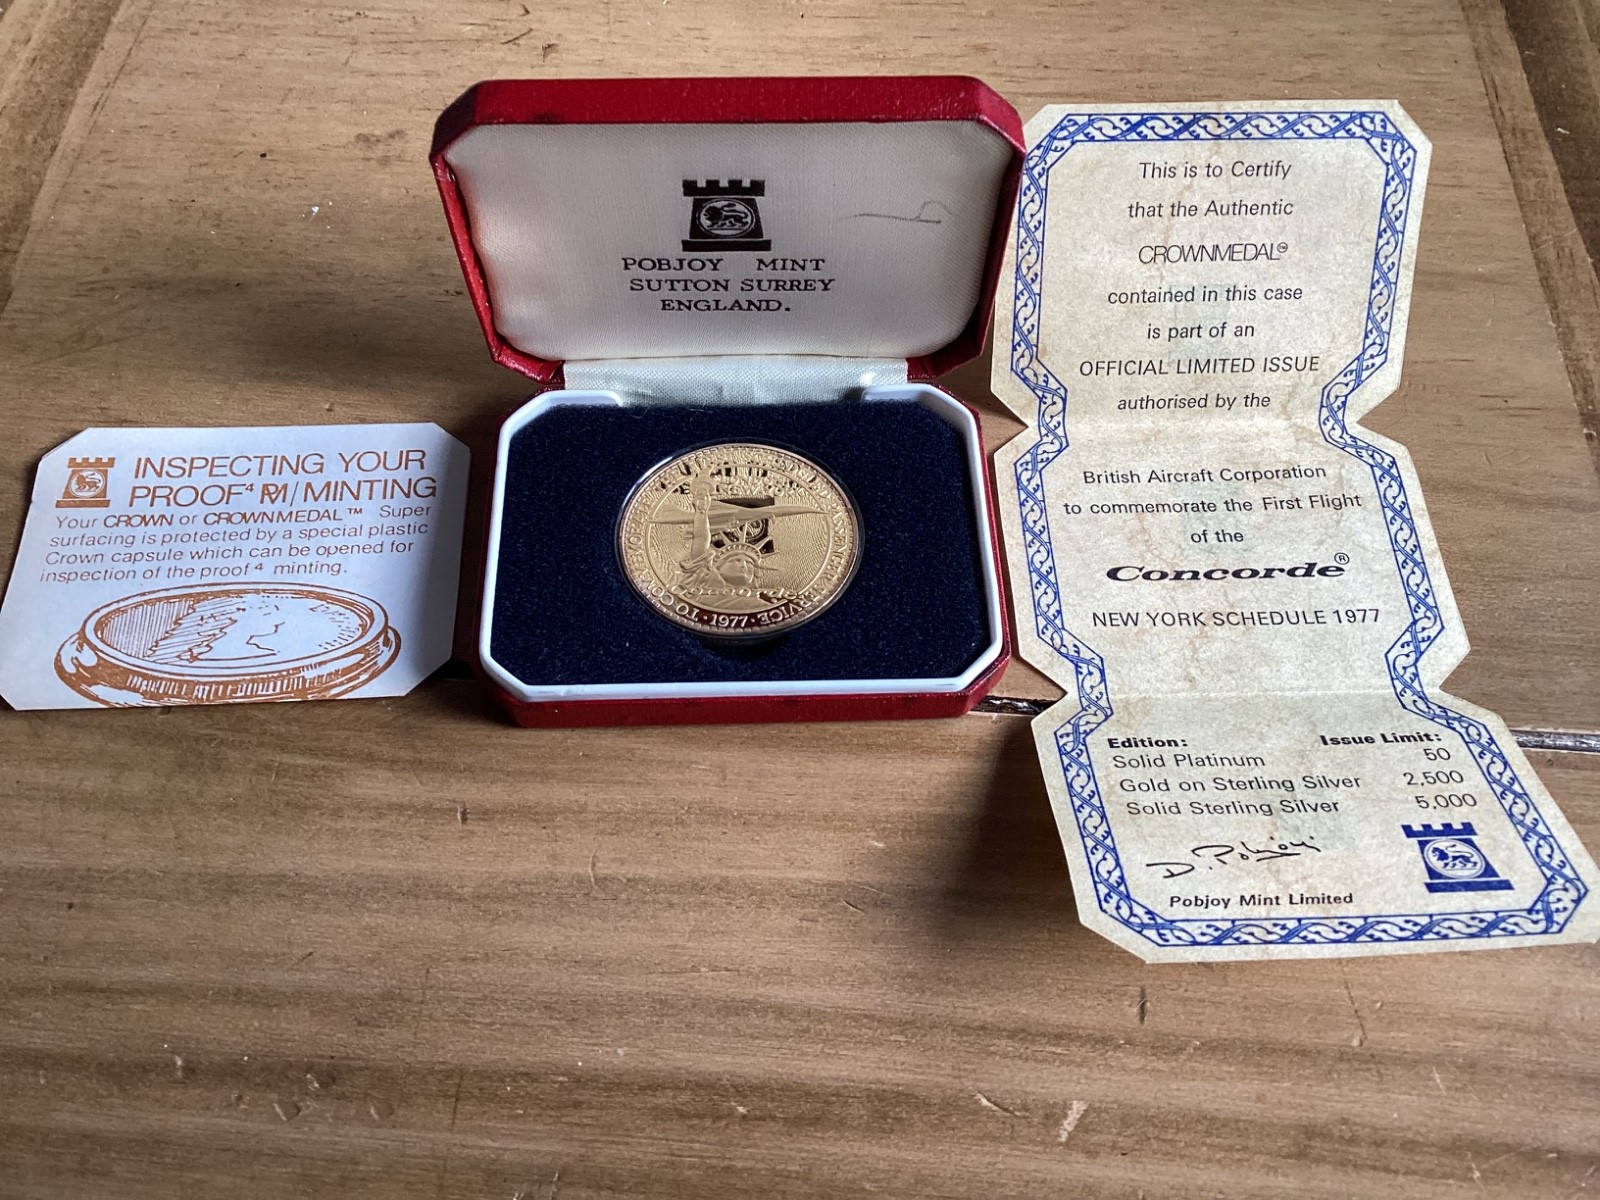 INSPECTING YOUR
PROOF⁴ PM/MINTING
Your CROWN or CROWNMEDAL™ Super
surfacing is protected by a special plastic
Crown capsule which can be opened for
inspection of the proof⁴ minting.
POBJOY MINT
SUTTON SURREY
ENGLAND.
· 1977 ·
This is to Certify
that the Authentic
CROWNMEDAL
contained in this case
is part of an
OFFICIAL LIMITED ISSUE
authorised by the
British Aircraft Corporation
to commemorate the First Flight
of the
Concorde®
NEW YORK SCHEDULE 1977
Edition: Issue Limit:
Solid Platinum 50
Gold on Sterling Silver 2,500
Solid Sterling Silver 5,000
D. Pobjoy
Pobjoy Mint Limited